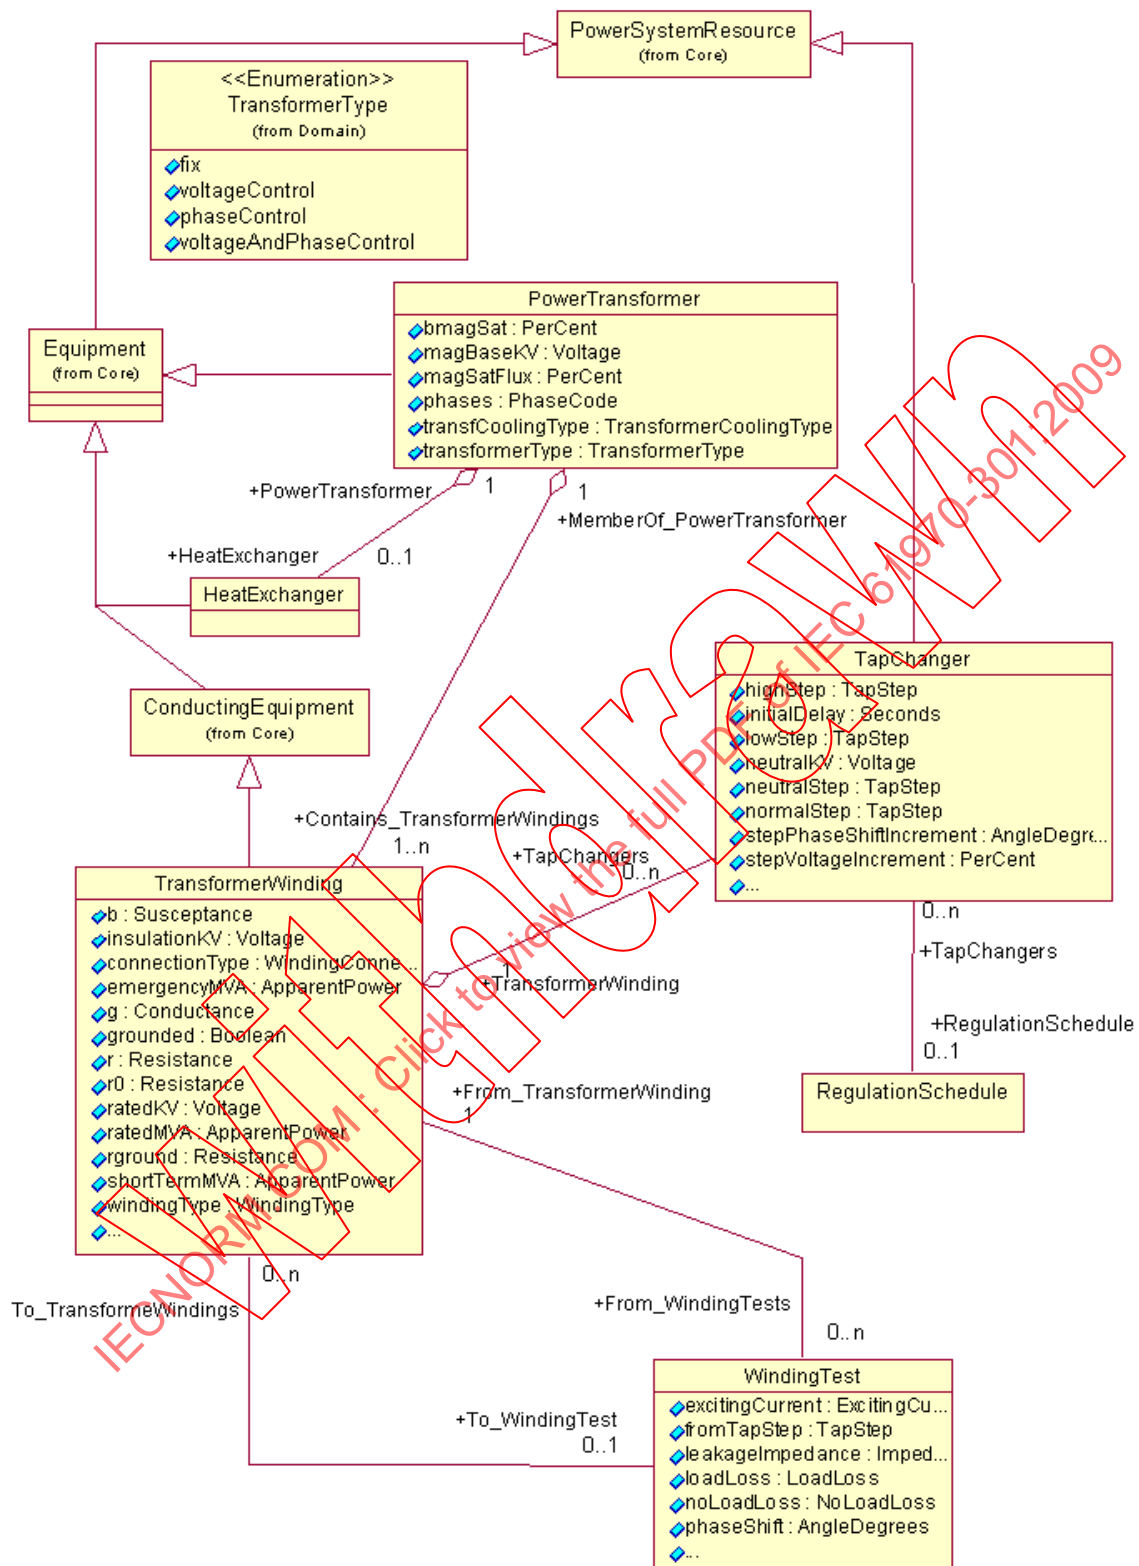 PowerSystemResource
(from Core)
<<Enumeration>>
TransformerType
(from Domain)
fix
voltageControl
phaseControl
voltageAndPhaseControl
PowerTransformer
bmagSat : PerCent
magBaseKV : Voltage
magSatFlux : PerCent
phases : PhaseCode
transfCoolingType : TransformerCoolingType
transformerType : TransformerType
Equipment
(from Core)
+PowerTransformer
1
1
+MemberOf_PowerTransformer
+HeatExchanger
0..1
HeatExchanger
TapChanger
highStep : TapStep
initialDelay : Seconds
lowStep : TapStep
neutralKV : Voltage
neutralStep : TapStep
normalStep : TapStep
stepPhaseShiftIncrement : AngleDegre...
stepVoltageIncrement : PerCent
...
ConductingEquipment
(from Core)
+Contains_TransformerWindings
1..n
+TapChangers
0..n
TransformerWinding
b : Susceptance
insulationKV : Voltage
connectionType : WindingConne...
emergencyMVA : ApparentPower
g : Conductance
grounded : Boolean
r : Resistance
r0 : Resistance
ratedKV : Voltage
ratedMVA : ApparentPower
rground : Resistance
shortTermMVA : ApparentPower
windingType : WindingType
...
1
+TransformerWinding
0..n
+TapChangers
+RegulationSchedule
0..1
RegulationSchedule
+From_TransformerWinding
1
0..n
To_TransformeWindings
+From_WindingTests
0..n
+To_WindingTest
0..1
WindingTest
excitingCurrent : ExcitingCu...
fromTapStep : TapStep
leakageImpedance : Imped...
loadLoss : LoadLoss
noLoadLoss : NoLoadLoss
phaseShift : AngleDegrees
...
Withdrawn
IECNORM.COM : Click to view the full PDF of IEC 61970-301:2009